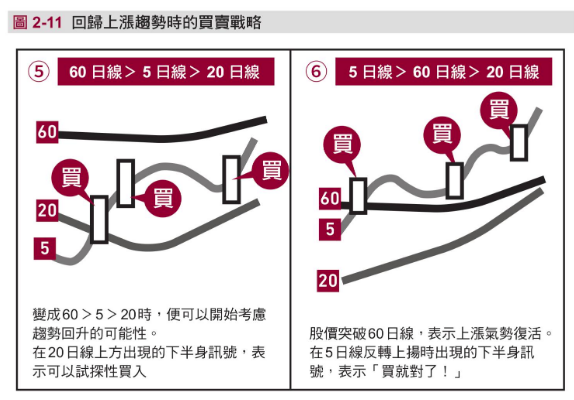 圖 2-11 回歸上漲趨勢時的買賣戰略
⑤ 60 日線＞ 5 日線＞ 20 日線
60
買
買
買
20
5
變成60＞5＞20時，便可以開始考慮
趨勢回升的可能性。
在20日線上方出現的下半身訊號，表
示可以試探性買入
⑥ 5 日線＞ 60 日線＞ 20 日線
買
買
買
60
5
20
股價突破60日線，表示上漲氣勢復活。
在5日線反轉上揚時出現的下半身訊
號，表示「買就對了！」